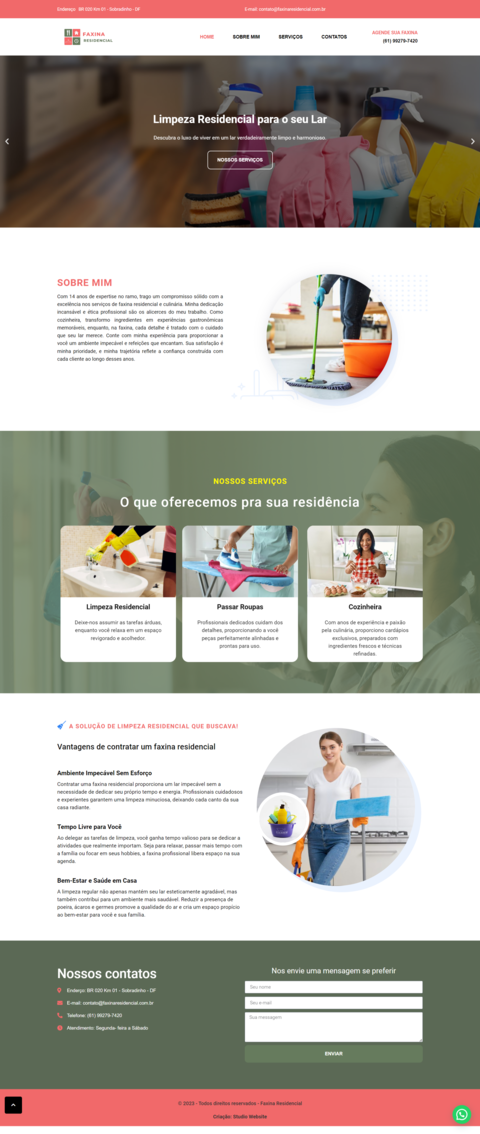 Endereço: BR 020 Km 01 - Sobradinho - DF
E-mail: contato@faxinaresidencial.com.br
FAXINA
RESIDENCIAL
HOME
SOBRE MIM
SERVIÇOS
CONTATOS
AGENDE SUA FAXINA
(61) 99279-7420
Limpeza Residencial para o seu Lar
Descubra o luxo de viver em um lar verdadeiramente limpo e harmonioso.
NOSSOS SERVIÇOS
SOBRE MIM
Com 14 anos de expertise no ramo, trago um compromisso sólido com a
excelência nos serviços de faxina residencial e culinária. Minha dedicação
incansável e ética profissional são os alicerces do meu trabalho. Como
cozinheira, transformo ingredientes em experiências gastronômicas
memoráveis, enquanto, na faxina, cada detalhe é tratado com o cuidado
que seu lar merece. Conte com minha experiência para proporcionar a
você um ambiente impecável e refeições que encantam. Sua satisfação é
minha prioridade, e minha trajetória reflete a confiança construída com
cada cliente ao longo desses anos.
NOSSOS SERVIÇOS
O que oferecemos pra sua residência
Limpeza Residencial
Deixe-nos assumir as tarefas árduas,
enquanto você relaxa em um espaço
revigorado e acolhedor.
Passar Roupas
Profissionais dedicados cuidam dos
detalhes, proporcionando a você
peças perfeitamente alinhadas e
prontas para uso.
Cozinheira
Com anos de experiência e paixão
pela culinária, proporciono cardápios
exclusivos, preparados com
ingredientes frescos e técnicas
refinadas.
A SOLUÇÃO DE LIMPEZA RESIDENCIAL QUE BUSCAVA!
Vantagens de contratar um faxina residencial
Ambiente Impecável Sem Esforço
Contratar uma faxina residencial proporciona um lar impecável sem a
necessidade de dedicar seu próprio tempo e energia. Profissionais cuidadosos
e experientes garantem uma limpeza minuciosa, deixando cada canto da sua
casa radiante.
Tempo Livre para Você
Ao delegar as tarefas de limpeza, você ganha tempo valioso para se dedicar a
atividades que realmente importam. Seja para relaxar, passar mais tempo com
a família ou focar em seus hobbies, a faxina profissional libera espaço na sua
agenda.
Bem-Estar e Saúde em Casa
A limpeza regular não apenas mantém seu lar esteticamente agradável, mas
também contribui para um ambiente mais saudável. Reduzir a presença de
poeira, ácaros e germes promove a qualidade do ar e cria um espaço propício
ao bem-estar para você e sua família.
Nossos contatos
Enderço: BR 020 Km 01 - Sobradinho - DF
E-mail: contato@faxinaresidencial.com.br
Telefone: (61) 99279-7420
Atendimento: Segunda- feira a Sábado
Nos envie uma mensagem se preferir
Seu nome
Seu e-mail
Sua mensagem
ENVIAR
© 2023 - Todos direitos reservados - Faxina Residencial
Criação: Studio Website